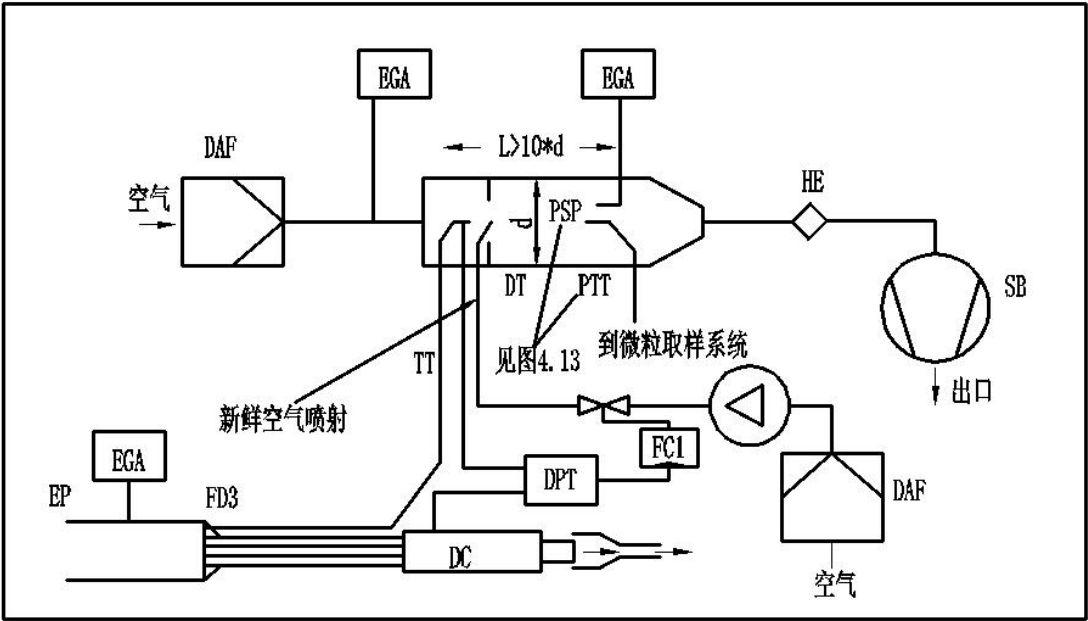 EGA
EGA
L>10*d
DAF
空气
HE
PSP
d
DT
PTT
SB
TT
见图4.13
到微粒取样系统
出口
新鲜空气喷射
EGA
FC1
EP
FD3
DPT
DAF
DC
空气